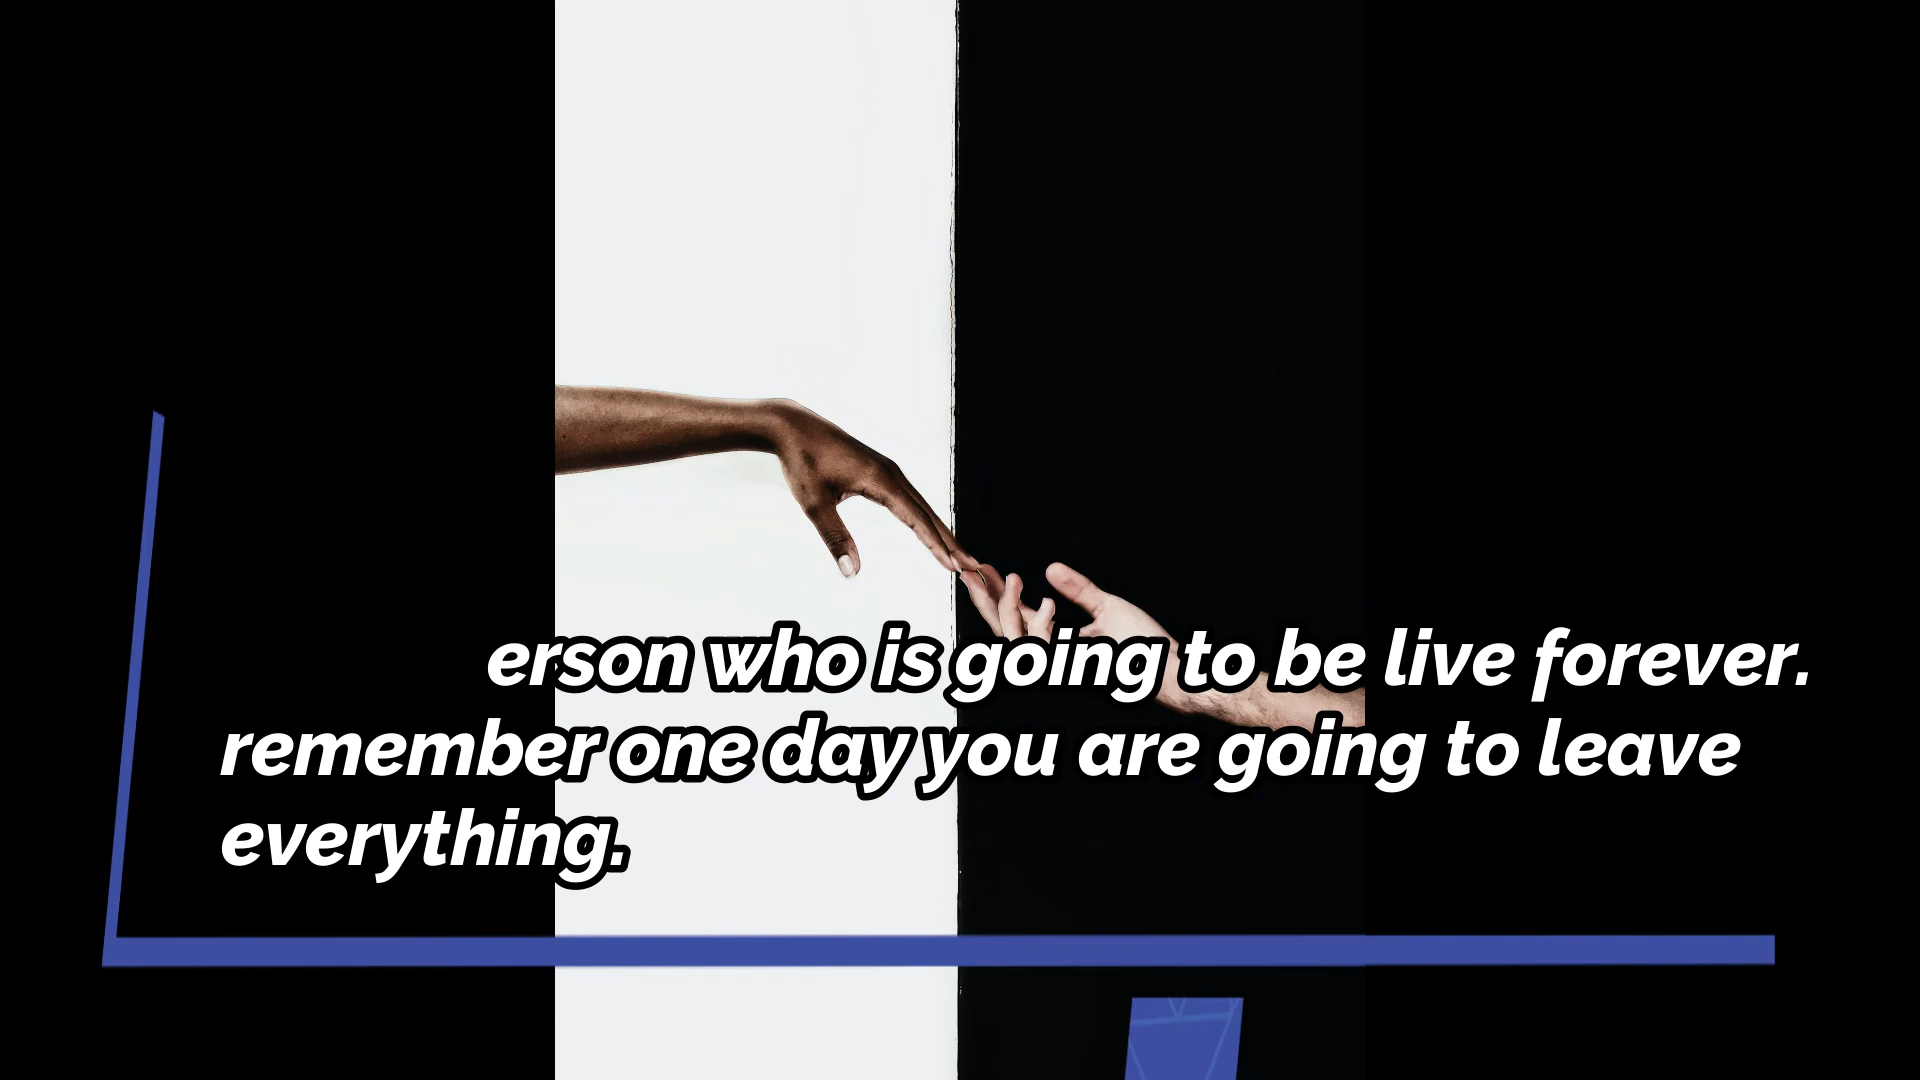 erson who is going to be live forever.
remember one day you are going to leave
everything.